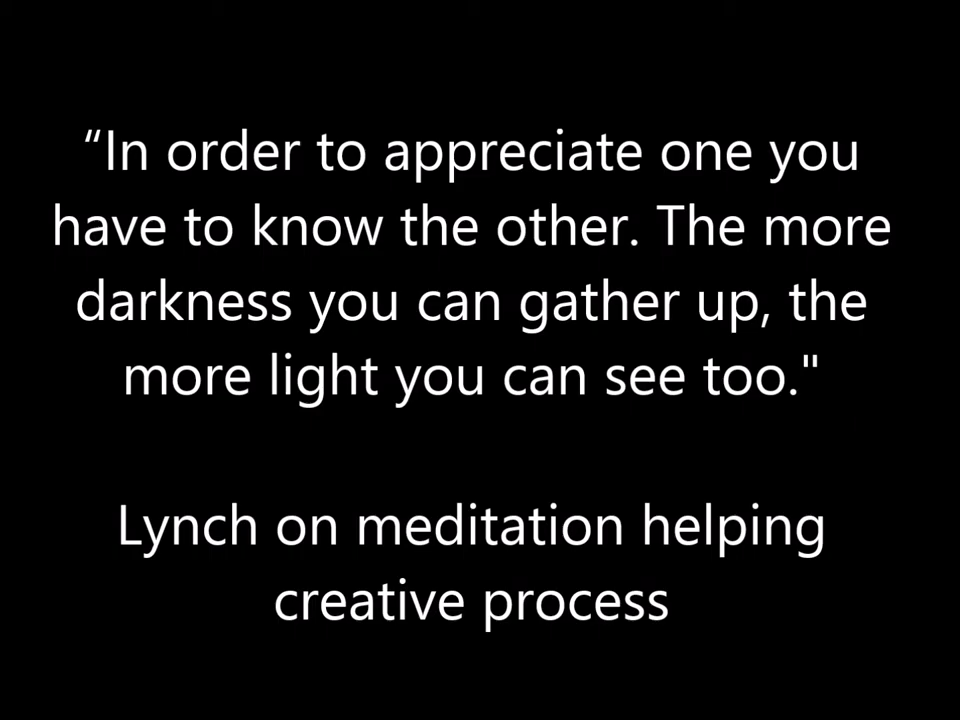 “In order to appreciate one you
have to know the other. The more
darkness you can gather up, the
more light you can see too."
Lynch on meditation helping
creative process